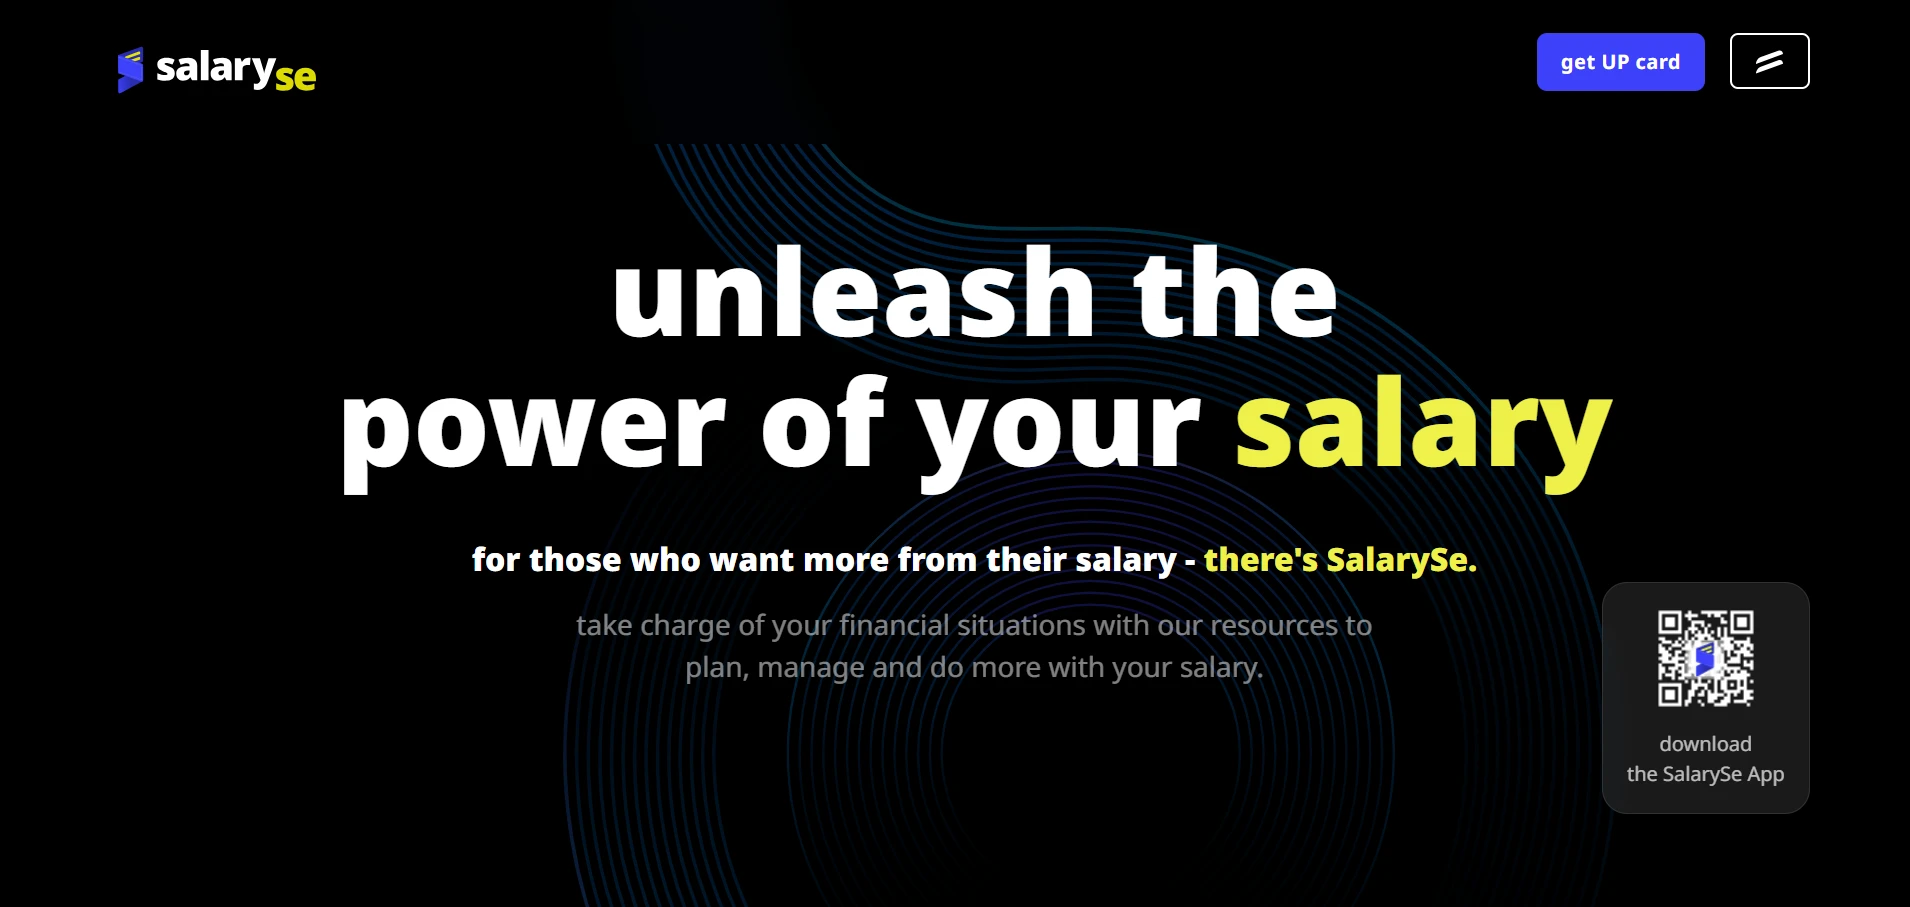 salaryse
get UP card
unleash the
power of your salary
for those who want more from their salary - there's SalarySe.
take charge of your financial situations with our resources to
plan, manage and do more with your salary.
download
the SalarySe App